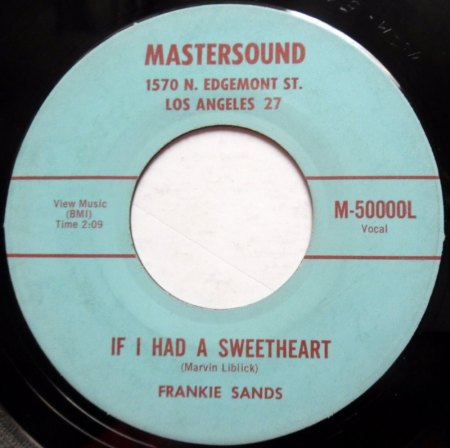 MASTERSOUND
1570 N. EDGEMONT ST.
LOS ANGELES 27
View Music
(BMI)
Time 2:09
M-50000L
Vocal
IF I HAD A SWEETHEART
(Marvin Liblick)
FRANKIE SANDS